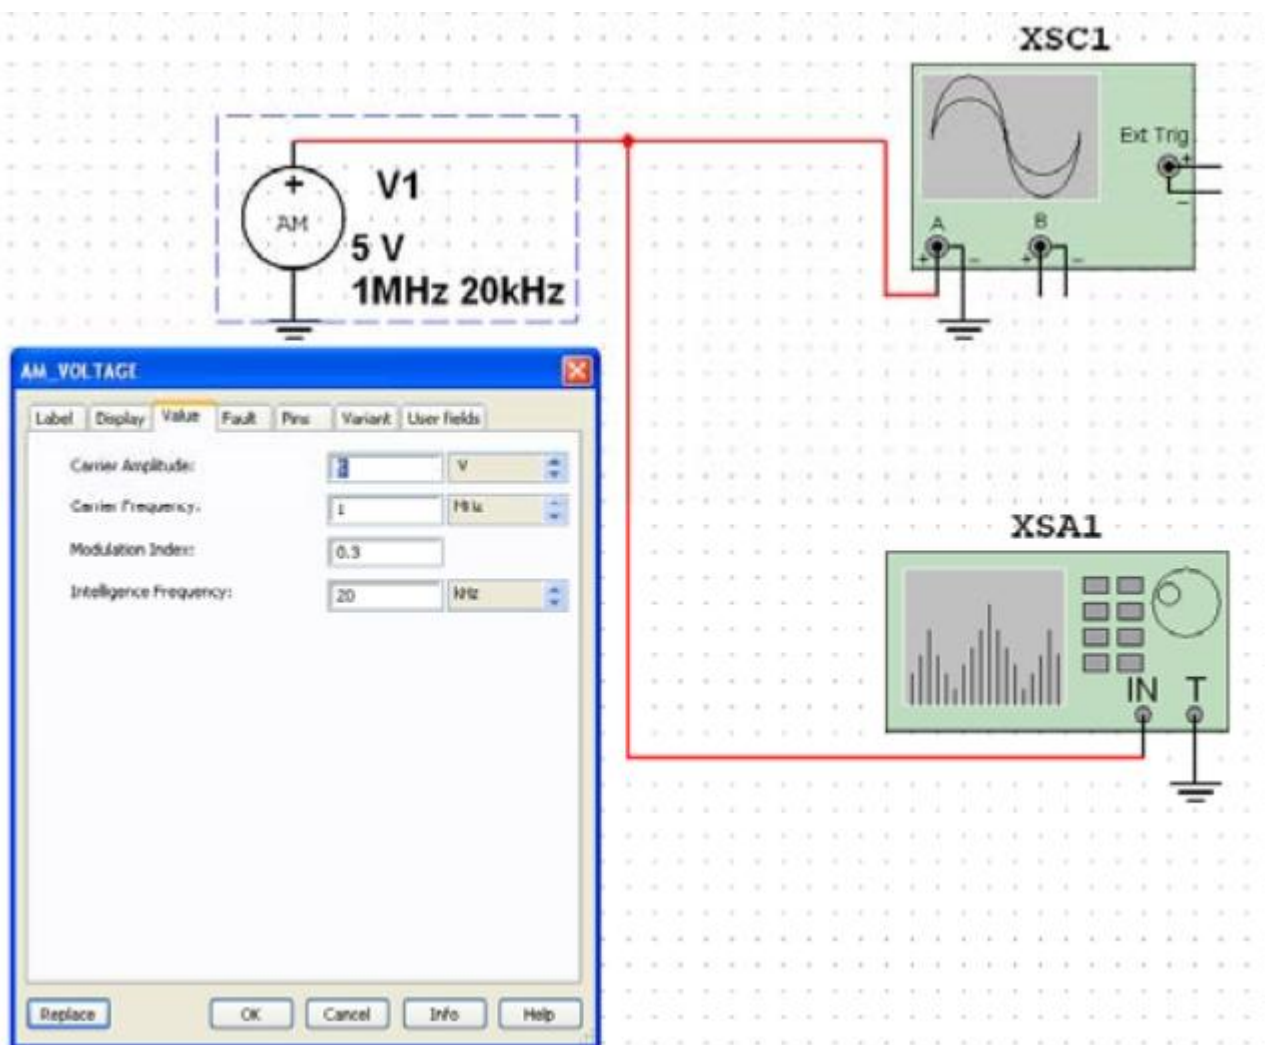 XSC1
Ext Trig
+
-
A
B
+
-
+
-
+
AM
V1
5 V
1MHz 20kHz
AM_VOLTAGE
Label Display Value Fault Pins Variant User fields
Carrier Amplitude: V
Carrier Frequency: 1 MHz
Modulation Index: 0.3
Intelligence Frequency: 20 kHz
Replace OK Cancel Info Help
XSA1
IN T